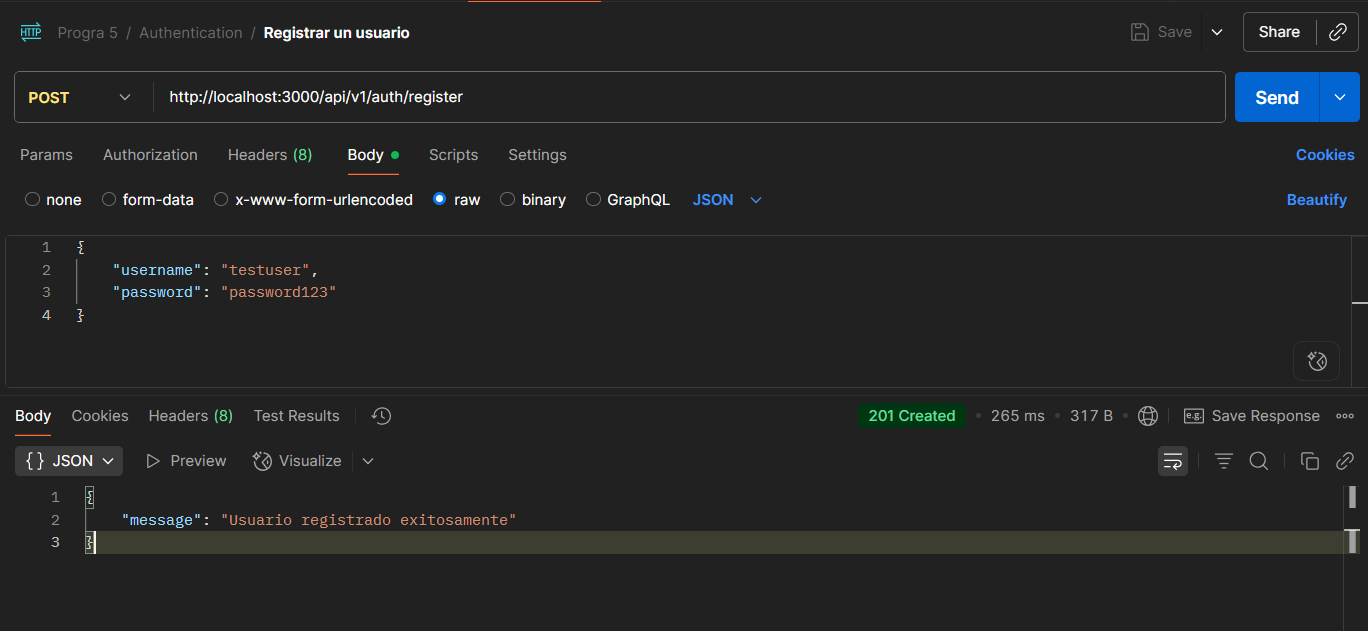 HTTP Progra 5 / Authentication / Registrar un usuario Save Share
POST http://localhost:3000/api/v1/auth/register Send
Params Authorization Headers (8) Body Scripts Settings Cookies
none form-data x-www-form-urlencoded raw binary GraphQL JSON Beautify
1 {
2 "username": "testuser",
3 "password": "password123"
4 }
Body Cookies Headers (8) Test Results 201 Created 265 ms 317 B e.g. Save Response
{} JSON Preview Visualize
1 {
2 "message": "Usuario registrado exitosamente"
3 }